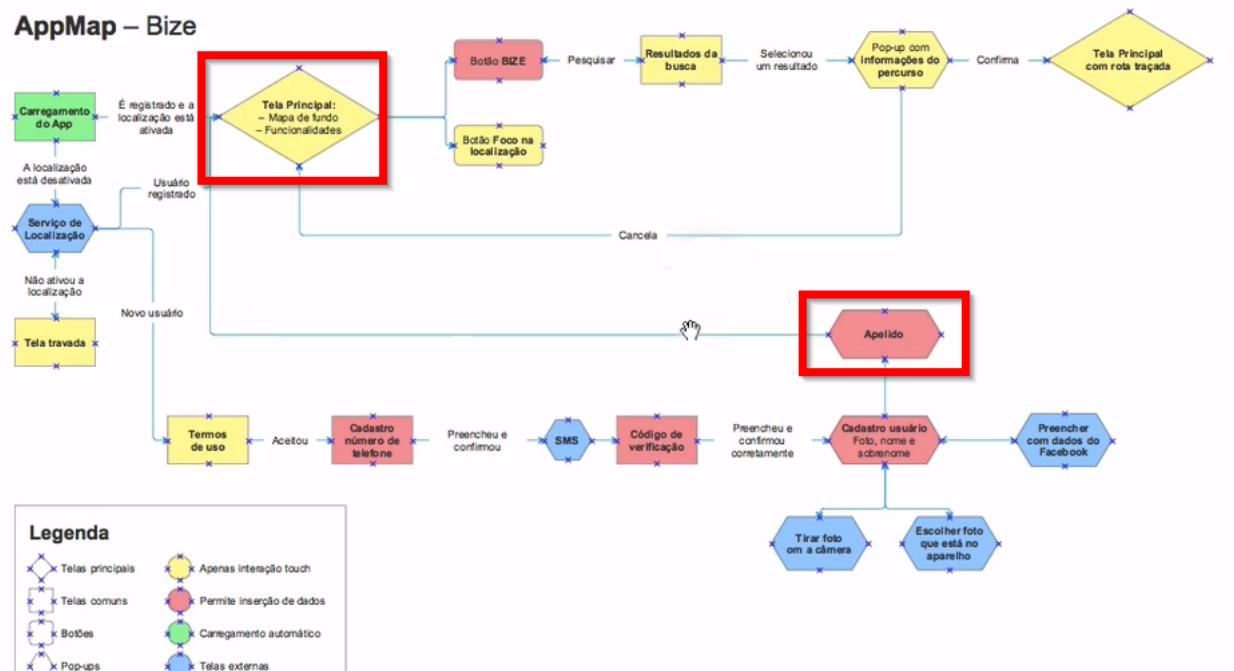 AppMap – Bize
Carregamento
do App
É registrado e a
localização está
ativada
Tela Principal:
– Mapa de fundo
– Funcionalidades
Botão BIZE
Pesquisar
Resultados da
busca
Selecionou
um resultado
Pop-up com
informações do
percurso
Confirma
Tela Principal
com rota traçada
Botão Foco na
localização
A localização
está desativada
Usuário
registrado
Serviço de
Localização
Cancela
Não ativou a
localização
Novo usuário
Tela travada
Apelido
Termos
de uso
Aceitou
Cadastro
número de
telefone
Preencheu e
confirmou
SMS
Código de
verificação
Preencheu e
confirmou
corretamente
Cadastro usuário
Foto, nome e
sobrenome
Preencher
com dados do
Facebook
Tirar foto
om a câmera
Escolher foto
que está no
aparelho
Legenda
Telas principais
Apenas interação touch
Telas comuns
Permite inserção de dados
Botões
Carregamento automático
Pop-ups
Telas externas